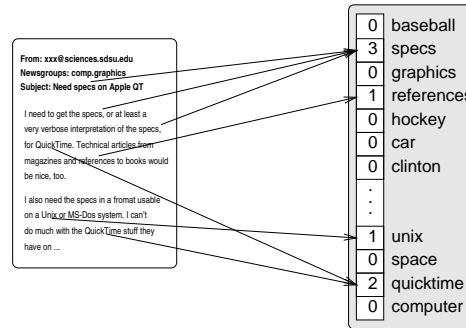 From: xxx@sciences.sdsu.edu
Newsgroups: comp.graphics
Subject: Need specs on Apple QT
I need to get the specs, or at least a
very verbose interpretation of the specs,
for QuickTime. Technical articles from
magazines and references to books would
be nice, too.
I also need the specs in a fromat usable
on a Unix or MS-Dos system. I can't
do much with the QuickTime stuff they
have on ...
0 baseball
3 specs
0 graphics
1 references
0 hockey
0 car
0 clinton
.
.
.
1 unix
0 space
2 quicktime
0 computer